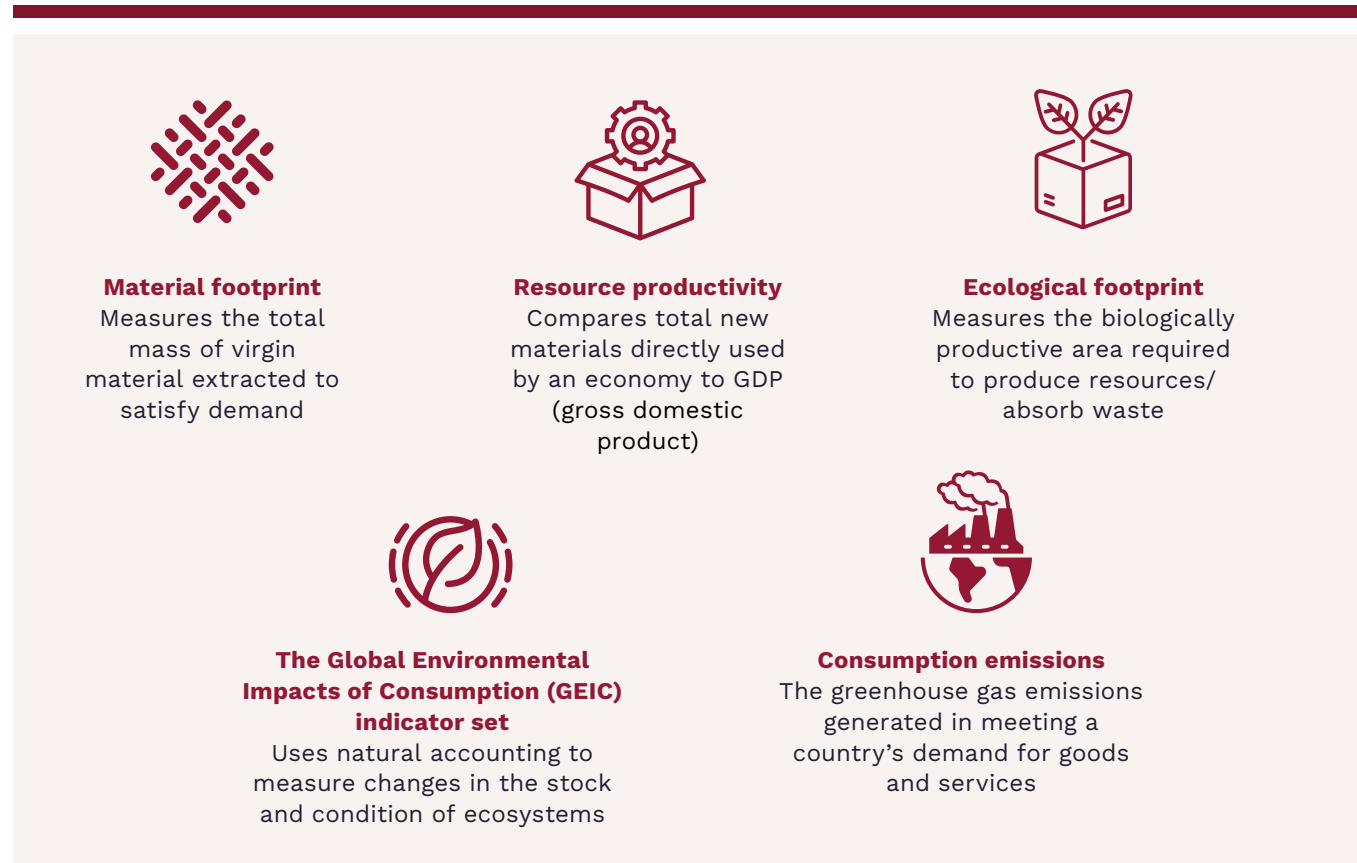 Material footprint
Measures the total
mass of virgin
material extracted to
satisfy demand
Resource productivity
Compares total new
materials directly used
by an economy to GDP
(gross domestic
product)
Ecological footprint
Measures the biologically
productive area required
to produce resources/
absorb waste
The Global Environmental
Impacts of Consumption (GEIC)
indicator set
Uses natural accounting to
measure changes in the stock
and condition of ecosystems
Consumption emissions
The greenhouse gas emissions
generated in meeting a
country's demand for goods
and services